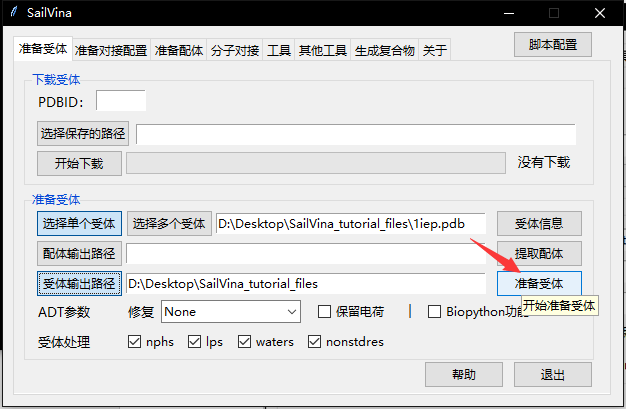 SailVina
脚本配置
准备受体 准备对接配置 准备配体 分子对接 工具 其他工具 生成复合物 关于
下载受体
PDBID:
选择保存的路径
开始下载 没有下载
准备受体
选择单个受体 选择多个受体 D:\Desktop\SailVina_tutorial_files\1iep.pdb 受体信息
配体输出路径 提取配体
受体输出路径 D:\Desktop\SailVina_tutorial_files 准备受体
开始准备受体
ADT参数 修复 None 保留电荷 | Biopython功能
受体处理 nphs lps waters nonstdres
帮助 退出